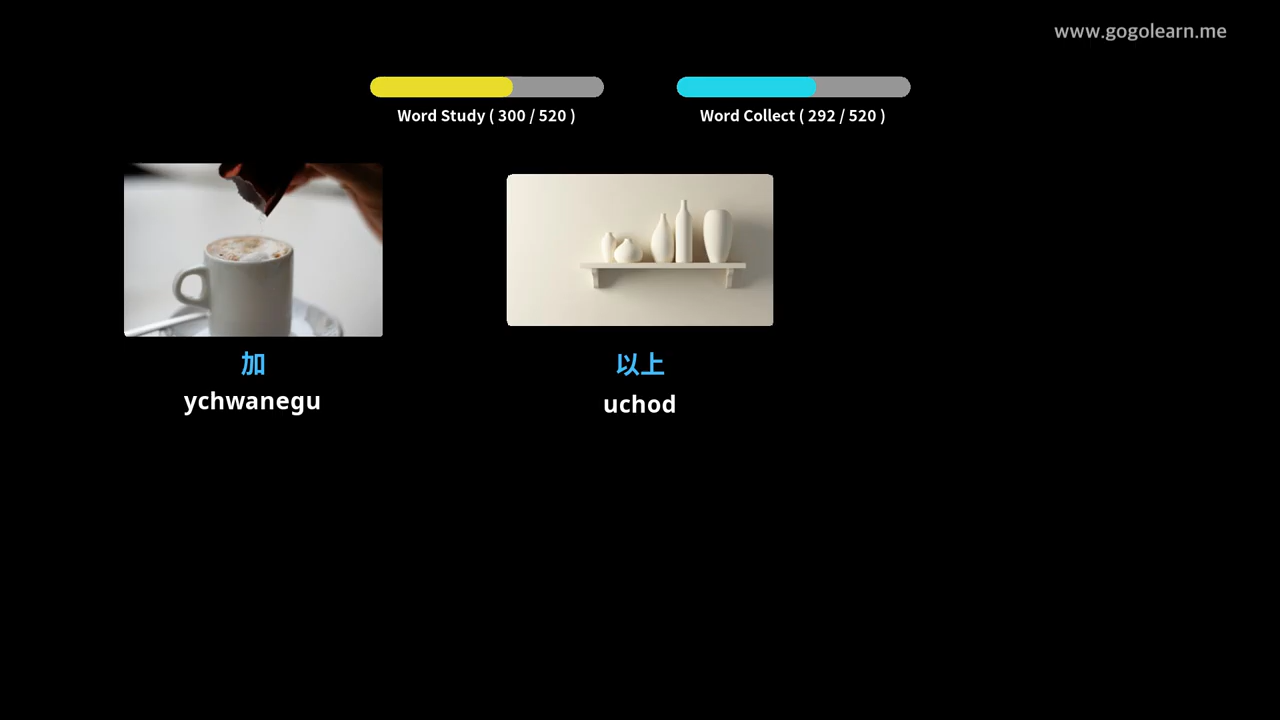 www.gogolearn.me
Word Study ( 300 / 520 )
Word Collect ( 292 / 520 )
加
ychwanegu
以上
uchod